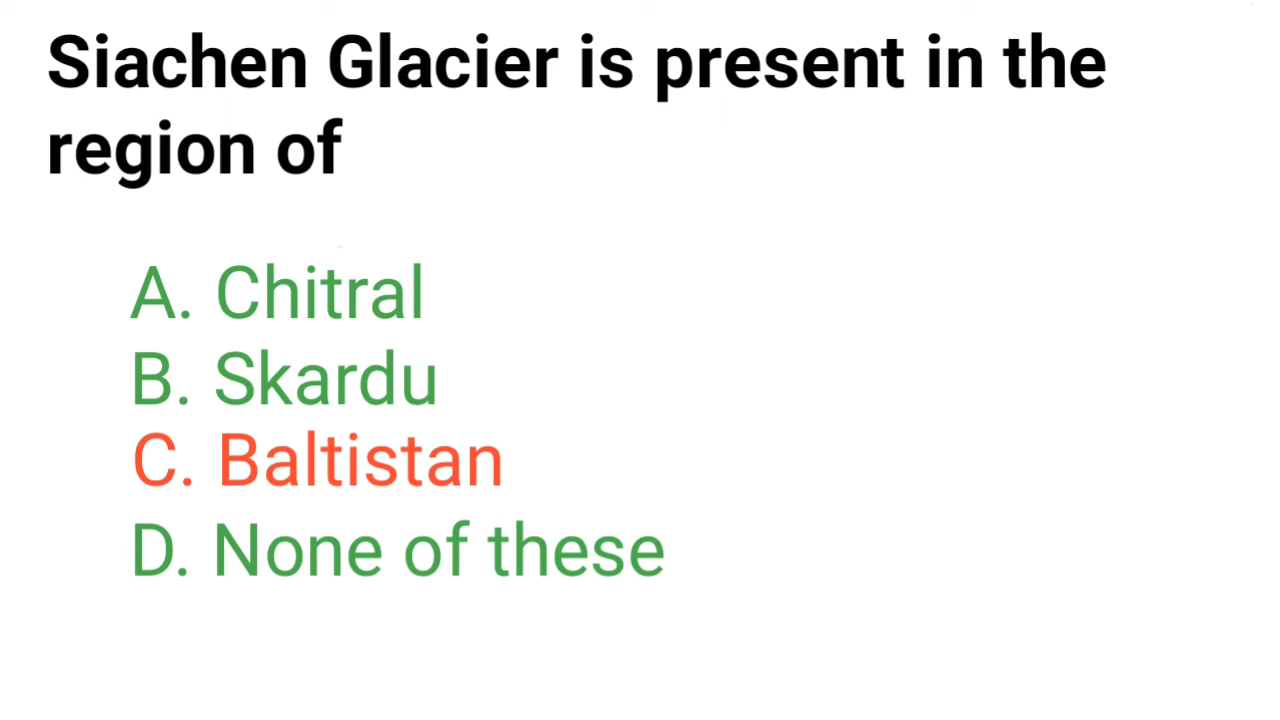 Siachen Glacier is present in the
region of
A. Chitral
B. Skardu
C. Baltistan
D. None of these